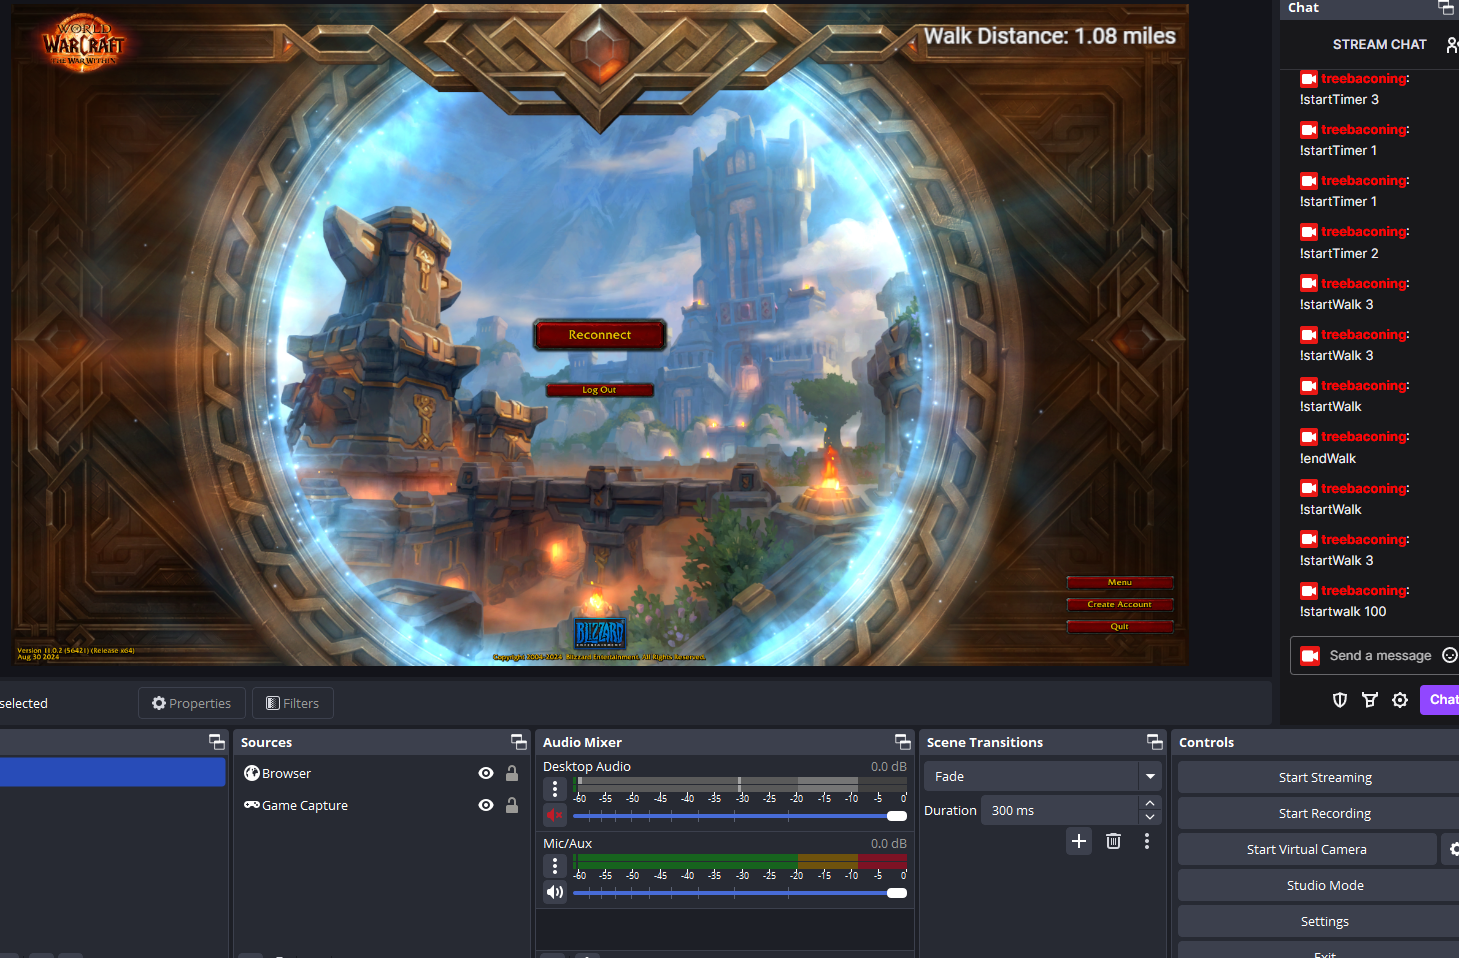 WORLD
WARCRAFT
THE WAR WITHIN
Walk Distance: 1.08 miles
Reconnect
Log Out
Menu
Create Account
Quit
BLIZZARD
ENTERTAINMENT
Version 11.0.2 (56421) (Release x64)
Aug 30 2024
Copyright 2004-2024 Blizzard Entertainment. All Rights Reserved.
Chat
STREAM CHAT
treebaconing:
!startTimer 3
treebaconing:
!startTimer 1
treebaconing:
!startTimer 1
treebaconing:
!startTimer 2
treebaconing:
!startWalk 3
treebaconing:
!startWalk 3
treebaconing:
!startWalk
treebaconing:
!endWalk
treebaconing:
!startWalk
treebaconing:
!startWalk 3
treebaconing:
!startwalk 100
Send a message
Chat
selected
Properties
Filters
Sources
Browser
Game Capture
Audio Mixer
Desktop Audio 0.0 dB
-60 -55 -50 -45 -40 -35 -30 -25 -20 -15 -10 -5 0
Mic/Aux 0.0 dB
-60 -55 -50 -45 -40 -35 -30 -25 -20 -15 -10 -5 0
Scene Transitions
Fade
Duration 300 ms
Controls
Start Streaming
Start Recording
Start Virtual Camera
Studio Mode
Settings
Exit